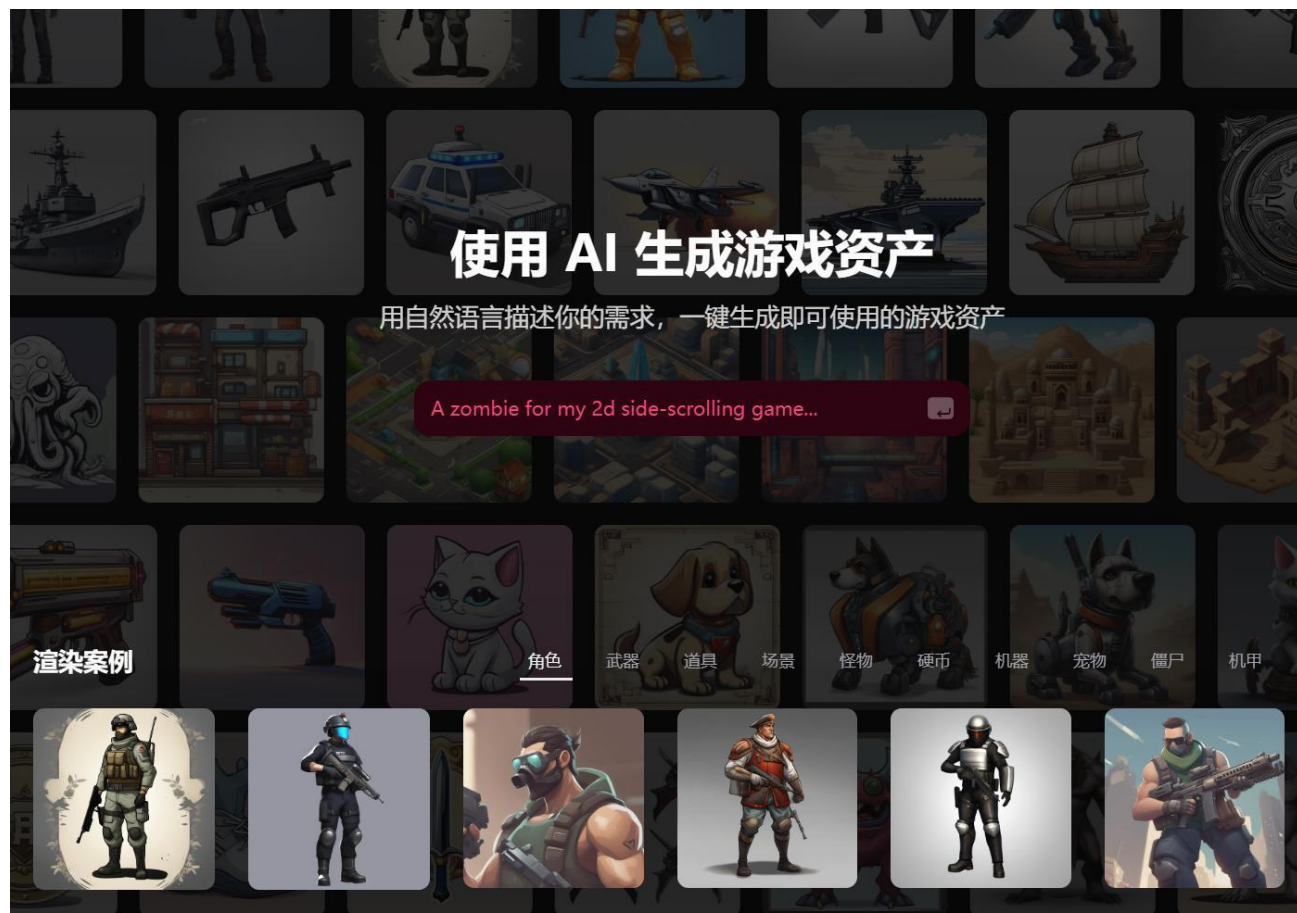 使用 AI 生成游戏资产
用自然语言描述你的需求，一键生成即可使用的游戏资产
A zombie for my 2d side-scrolling game...
渲染案例
角色 武器 道具 场景 怪物 硬币 机器 宠物 僵尸 机甲